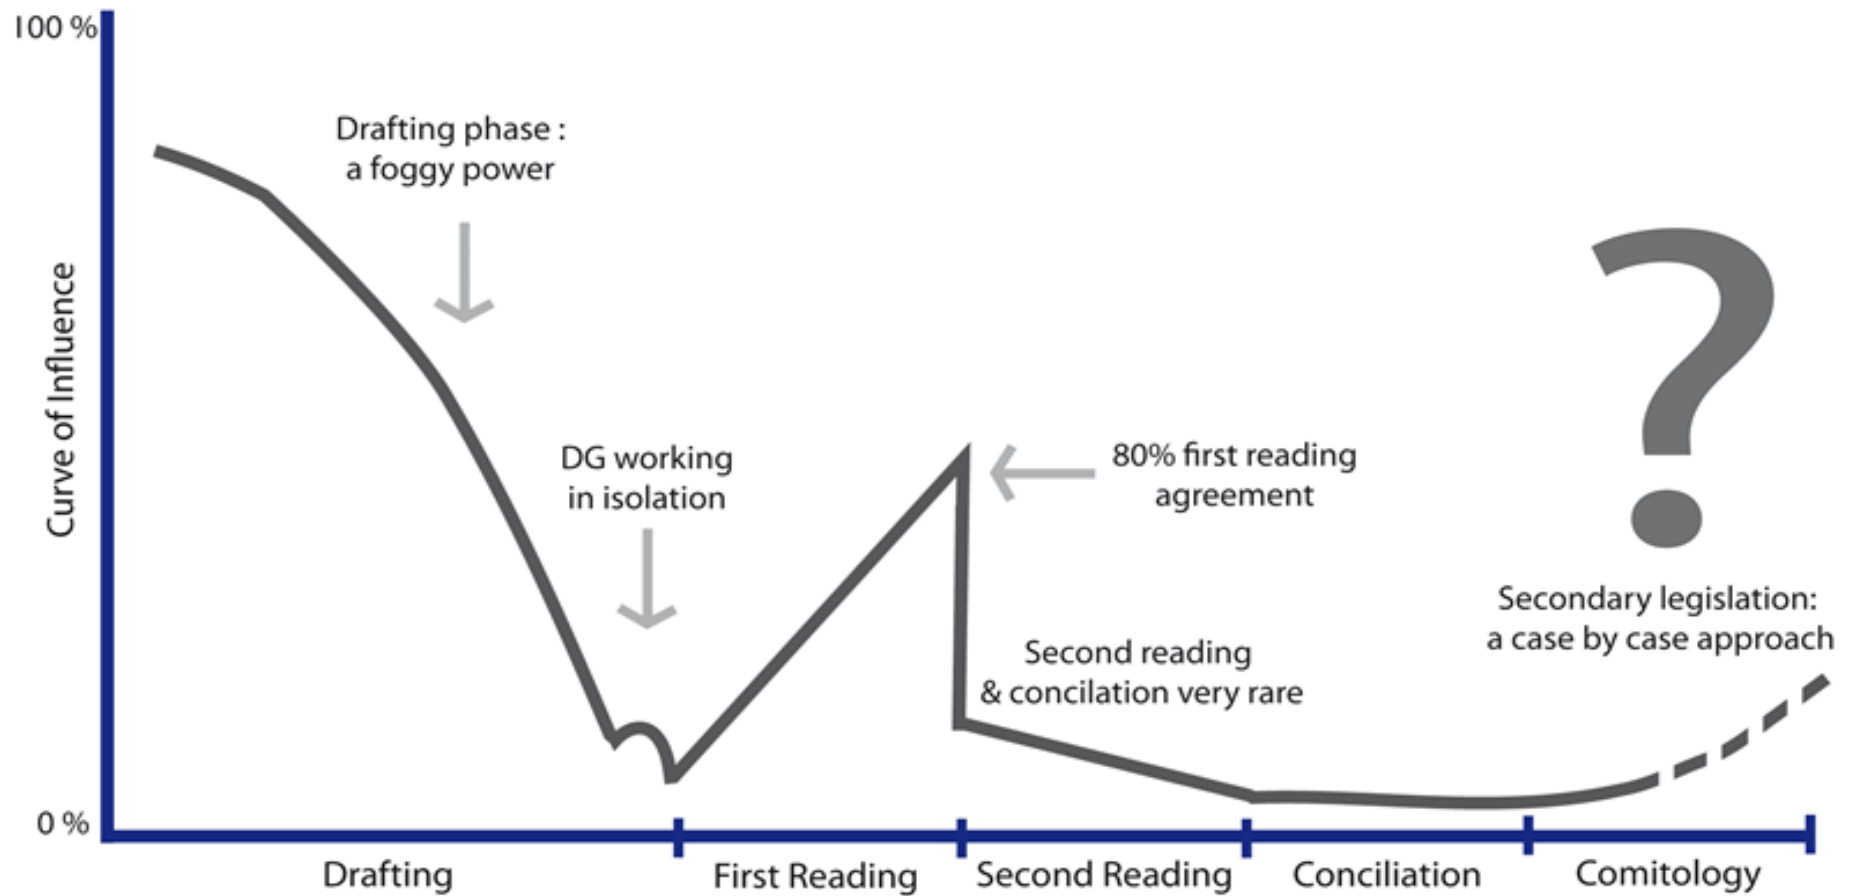 100 %
Drafting phase :
a foggy power
Curve of Influence
DG working
in isolation
80% first reading
agreement
?
Secondary legislation:
a case by case approach
Second reading
& concilation very rare
0 %
Drafting
First Reading
Second Reading
Conciliation
Comitology